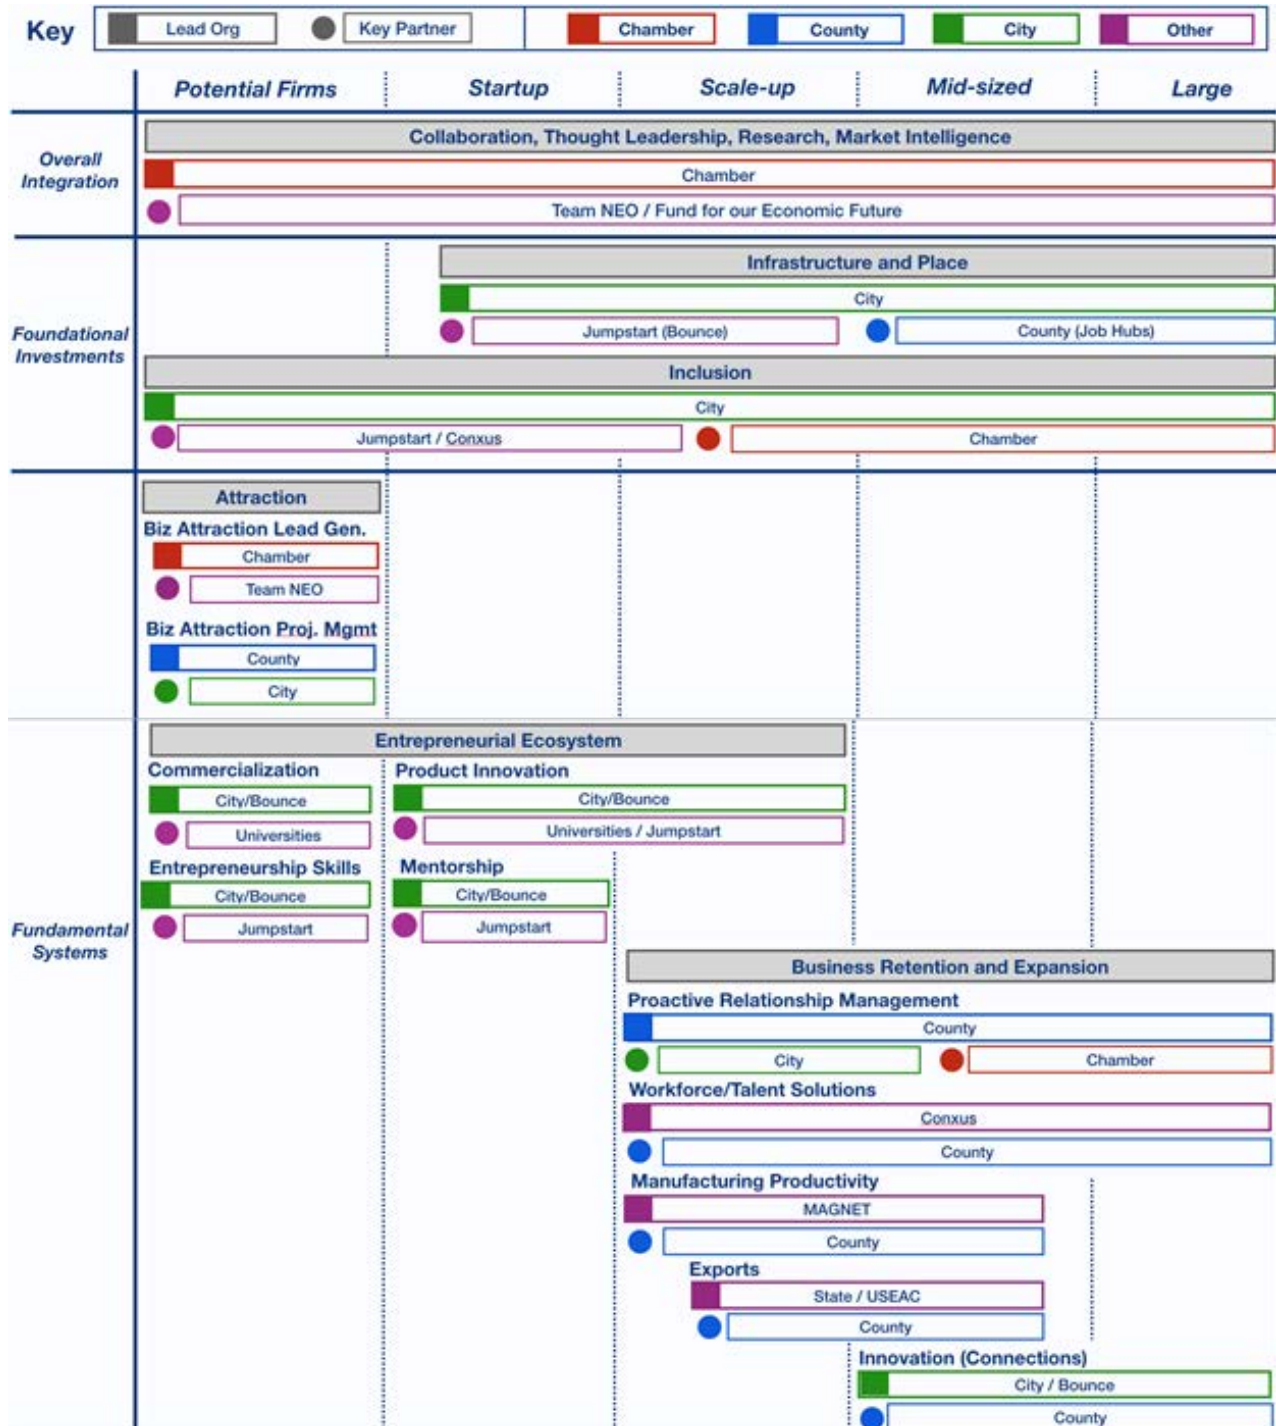 Key
Lead Org
Key Partner
Chamber
County
City
Other
Potential Firms
Startup
Scale-up
Mid-sized
Large
Overall
Integration
Collaboration, Thought Leadership, Research, Market Intelligence
Chamber
Team NEO / Fund for our Economic Future
Foundational
Investments
Infrastructure and Place
City
Jumpstart (Bounce)
County (Job Hubs)
Inclusion
City
Jumpstart / Conxus
Chamber
Attraction
Biz Attraction Lead Gen.
Chamber
Team NEO
Biz Attraction Proj. Mgmt
County
City
Fundamental
Systems
Entrepreneurial Ecosystem
Commercialization
City/Bounce
Universities
Product Innovation
City/Bounce
Universities / Jumpstart
Entrepreneurship Skills
City/Bounce
Jumpstart
Mentorship
City/Bounce
Jumpstart
Business Retention and Expansion
Proactive Relationship Management
County
City
Chamber
Workforce/Talent Solutions
Conxus
County
Manufacturing Productivity
MAGNET
County
Exports
State / USEAC
County
Innovation (Connections)
City / Bounce
County